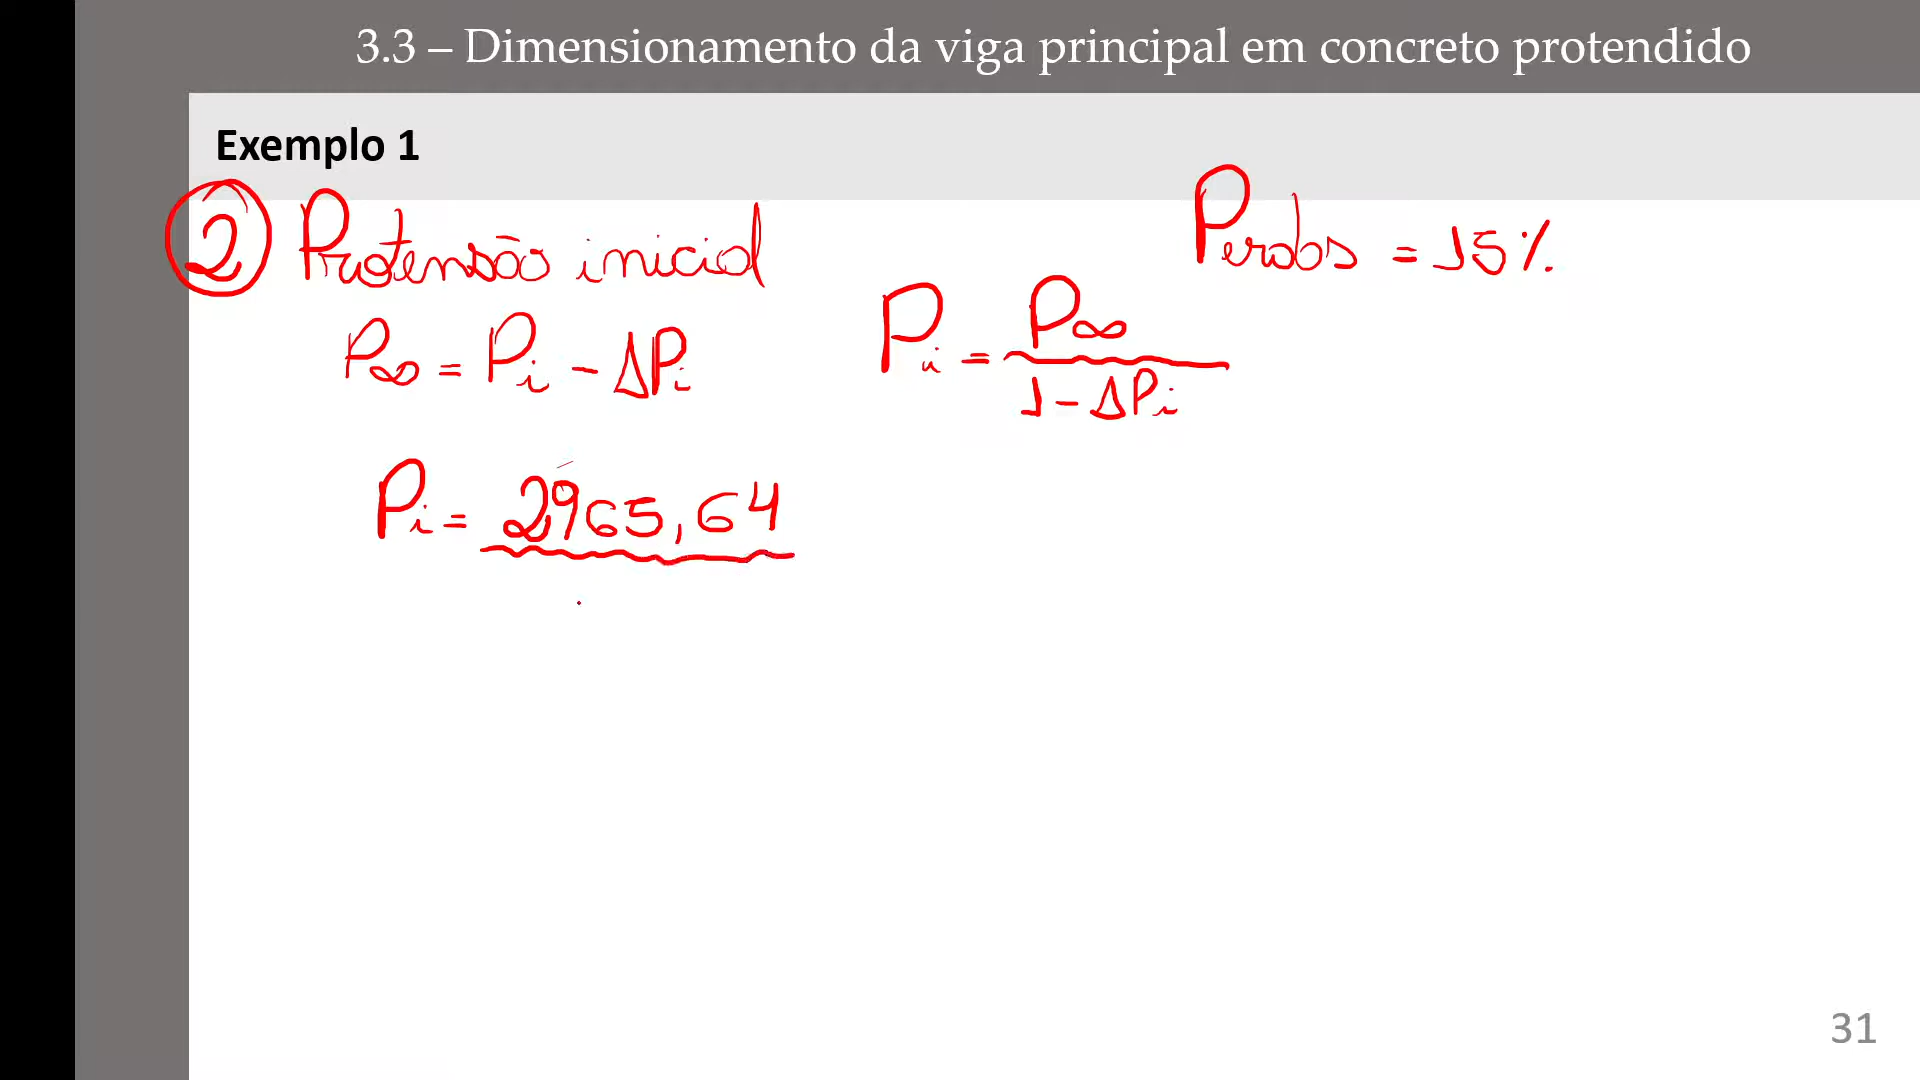 3.3 – Dimensionamento da viga principal em concreto protendido
Exemplo 1
2 Protensão inicial
Perdas = 15%
P∞ = Pi - ΔPi
Pi = P∞ / 1 - ΔPi
Pi = 2965,64
31